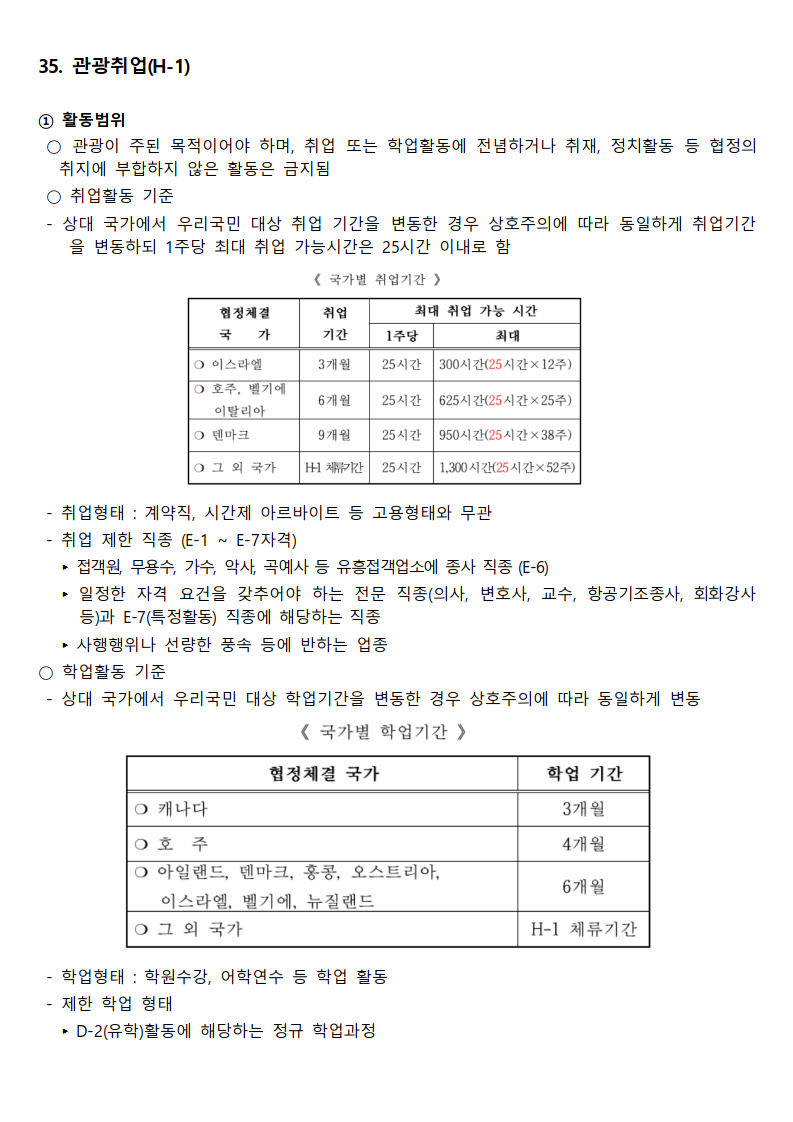 35. 관광취업(H-1)
① 활동범위
○ 관광이 주된 목적이어야 하며, 취업 또는 학업활동에 전념하거나 취재, 정치활동 등 협정의
취지에 부합하지 않은 활동은 금지됨
○ 취업활동 기준
- 상대 국가에서 우리국민 대상 취업 기간을 변동한 경우 상호주의에 따라 동일하게 취업기간
을 변동하되 1주당 최대 취업 가능시간은 25시간 이내로 함
《 국가별 취업기간 》
협정체결 국 가 취업 기간 최대 취업 가능 시간
1주당 최대
❍ 이스라엘 3개월 25시간 300시간(25시간×12주)
❍ 호주, 벨기에
이탈리아 6개월 25시간 625시간(25시간×25주)
❍ 덴마크 9개월 25시간 950시간(25시간×38주)
❍ 그 외 국가 H-1 체류기간 25시간 1,300시간(25시간×52주)
- 취업형태 : 계약직, 시간제 아르바이트 등 고용형태와 무관
- 취업 제한 직종 (E-1 ~ E-7자격)
▸ 접객원, 무용수, 가수, 악사, 곡예사 등 유흥접객업소에 종사 직종 (E-6)
▸ 일정한 자격 요건을 갖추어야 하는 전문 직종(의사, 변호사, 교수, 항공기조종사, 회화강사
등)과 E-7(특정활동) 직종에 해당하는 직종
▸ 사행행위나 선량한 풍속 등에 반하는 업종
○ 학업활동 기준
- 상대 국가에서 우리국민 대상 학업기간을 변동한 경우 상호주의에 따라 동일하게 변동
《 국가별 학업기간 》
협정체결 국가 학업 기간
❍ 캐나다 3개월
❍ 호 주 4개월
❍ 아일랜드, 덴마크, 홍콩, 오스트리아,
이스라엘, 벨기에, 뉴질랜드 6개월
❍ 그 외 국가 H-1 체류기간
- 학업형태 : 학원수강, 어학연수 등 학업 활동
- 제한 학업 형태
▸ D-2(유학)활동에 해당하는 정규 학업과정